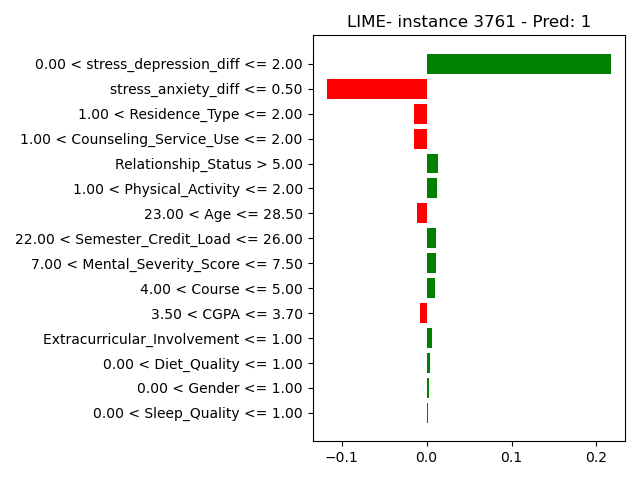 LIME- instance 3761 - Pred: 1
0.00 < stress_depression_diff <= 2.00
stress_anxiety_diff <= 0.50
1.00 < Residence_Type <= 2.00
1.00 < Counseling_Service_Use <= 2.00
Relationship_Status > 5.00
1.00 < Physical_Activity <= 2.00
23.00 < Age <= 28.50
22.00 < Semester_Credit_Load <= 26.00
7.00 < Mental_Severity_Score <= 7.50
4.00 < Course <= 5.00
3.50 < CGPA <= 3.70
Extracurricular_Involvement <= 1.00
0.00 < Diet_Quality <= 1.00
0.00 < Gender <= 1.00
0.00 < Sleep_Quality <= 1.00
−0.1 0.0 0.1 0.2